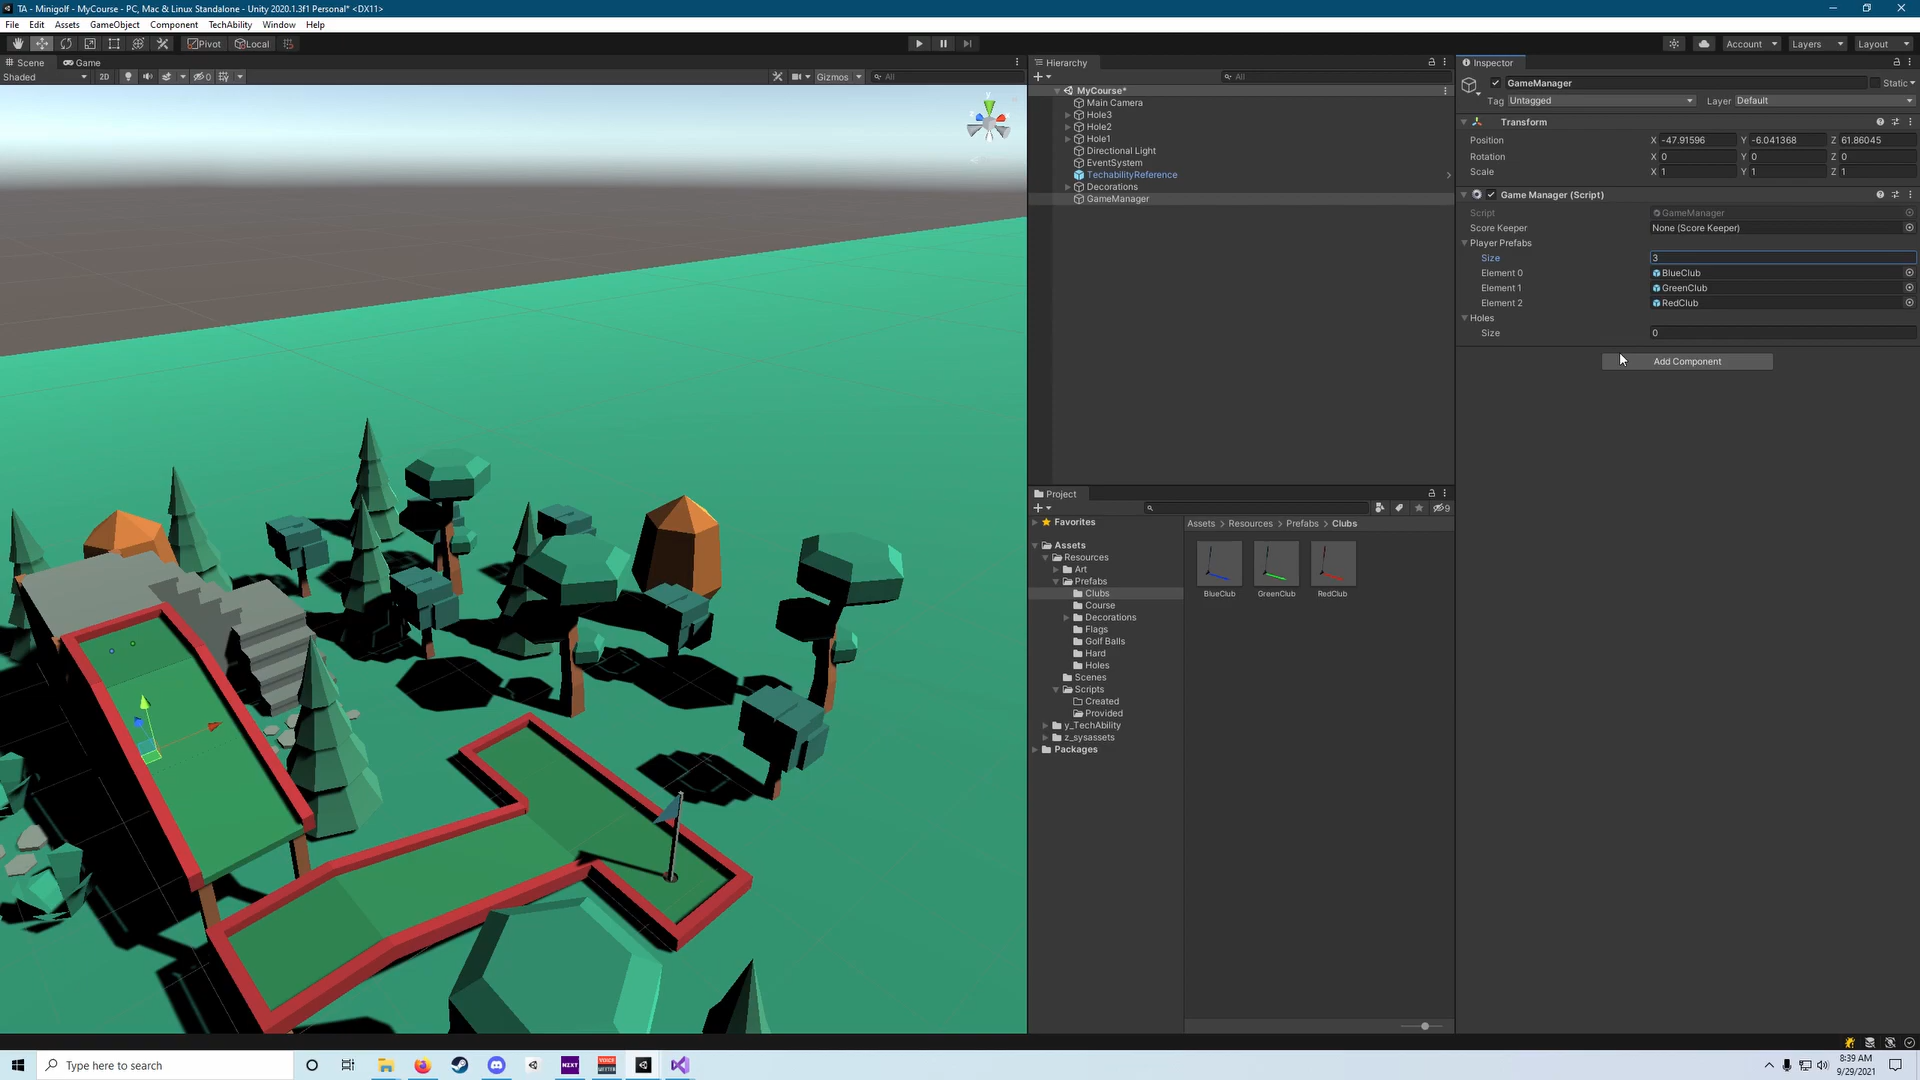 TA - Minigolf - MyCourse - PC, Mac & Linux Standalone - Unity 2020.1.3f1 Personal* <DX11>
File Edit Assets GameObject Component TechAbility Window Help
Pivot Local Account Layers Layout
Scene Game
Shaded 2D 0 Gizmos All
y
Hierarchy
All
MyCourse*
Main Camera
Hole3
Hole2
Hole1
Directional Light
EventSystem
TechabilityReference
Decorations
GameManager
Project
9
Favorites
Assets
Resources
Art
Prefabs
Clubs
Course
Decorations
Flags
Golf Balls
Hard
Holes
Scenes
Scripts
Created
Provided
y_TechAbility
z_sysassets
Packages
Assets > Resources > Prefabs > Clubs
BlueClub GreenClub RedClub
Inspector
GameManager Static
Tag Untagged Layer Default
Transform
Position X -47.91596 Y -6.041368 Z 61.86045
Rotation X 0 Y 0 Z 0
Scale X 1 Y 1 Z 1
Game Manager (Script)
Script GameManager
Score Keeper None (Score Keeper)
Player Prefabs
Size 3
Element 0 BlueClub
Element 1 GreenClub
Element 2 RedClub
Holes
Size 0
Add Component
Type here to search
NZXT
8:39 AM
9/29/2021